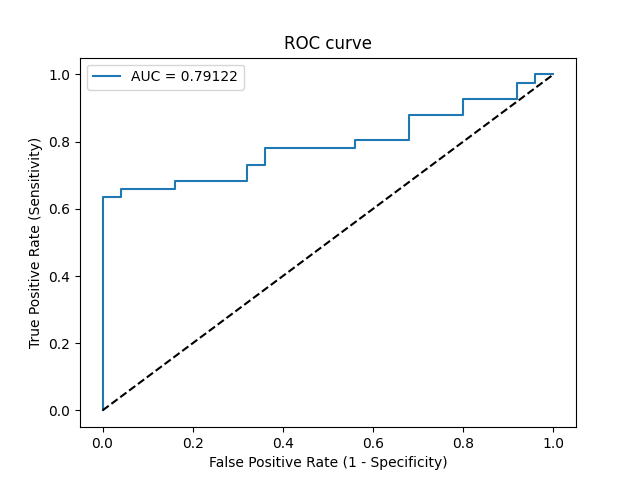 ROC curve
AUC = 0.79122
1.0
0.8
0.6
0.4
0.2
0.0
True Positive Rate (Sensitivity)
0.0 0.2 0.4 0.6 0.8 1.0
False Positive Rate (1 - Specificity)